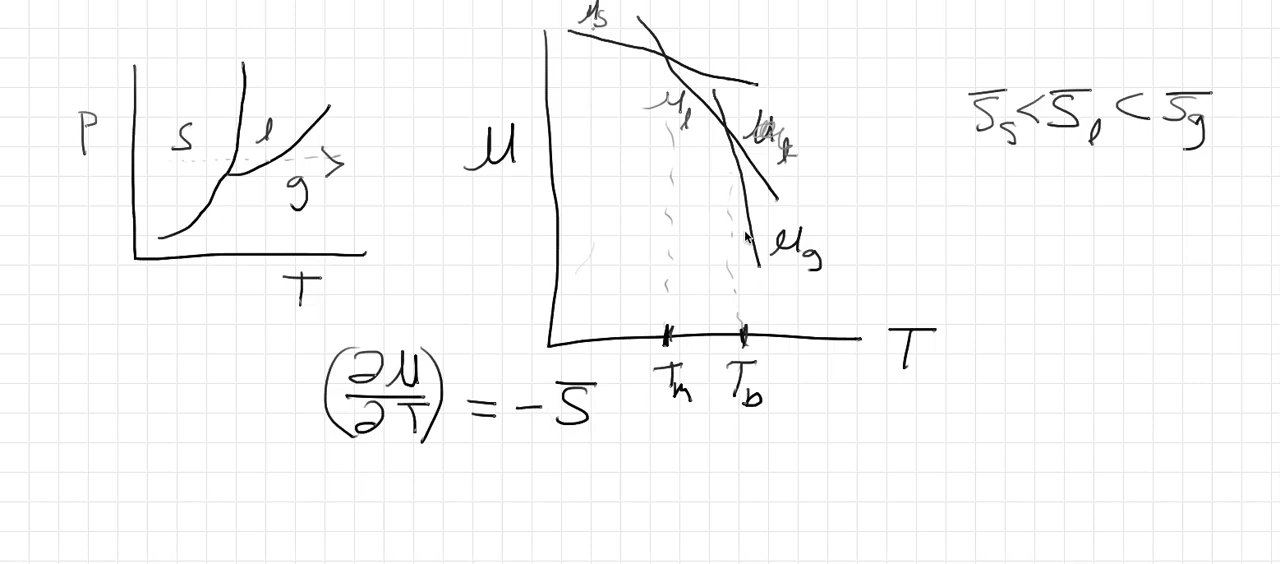 P
S
l
g
T
μ
μs
μl
μg
Tm
Tb
T
S̅s < S̅l < S̅g
(∂μ/∂T) = -S̅